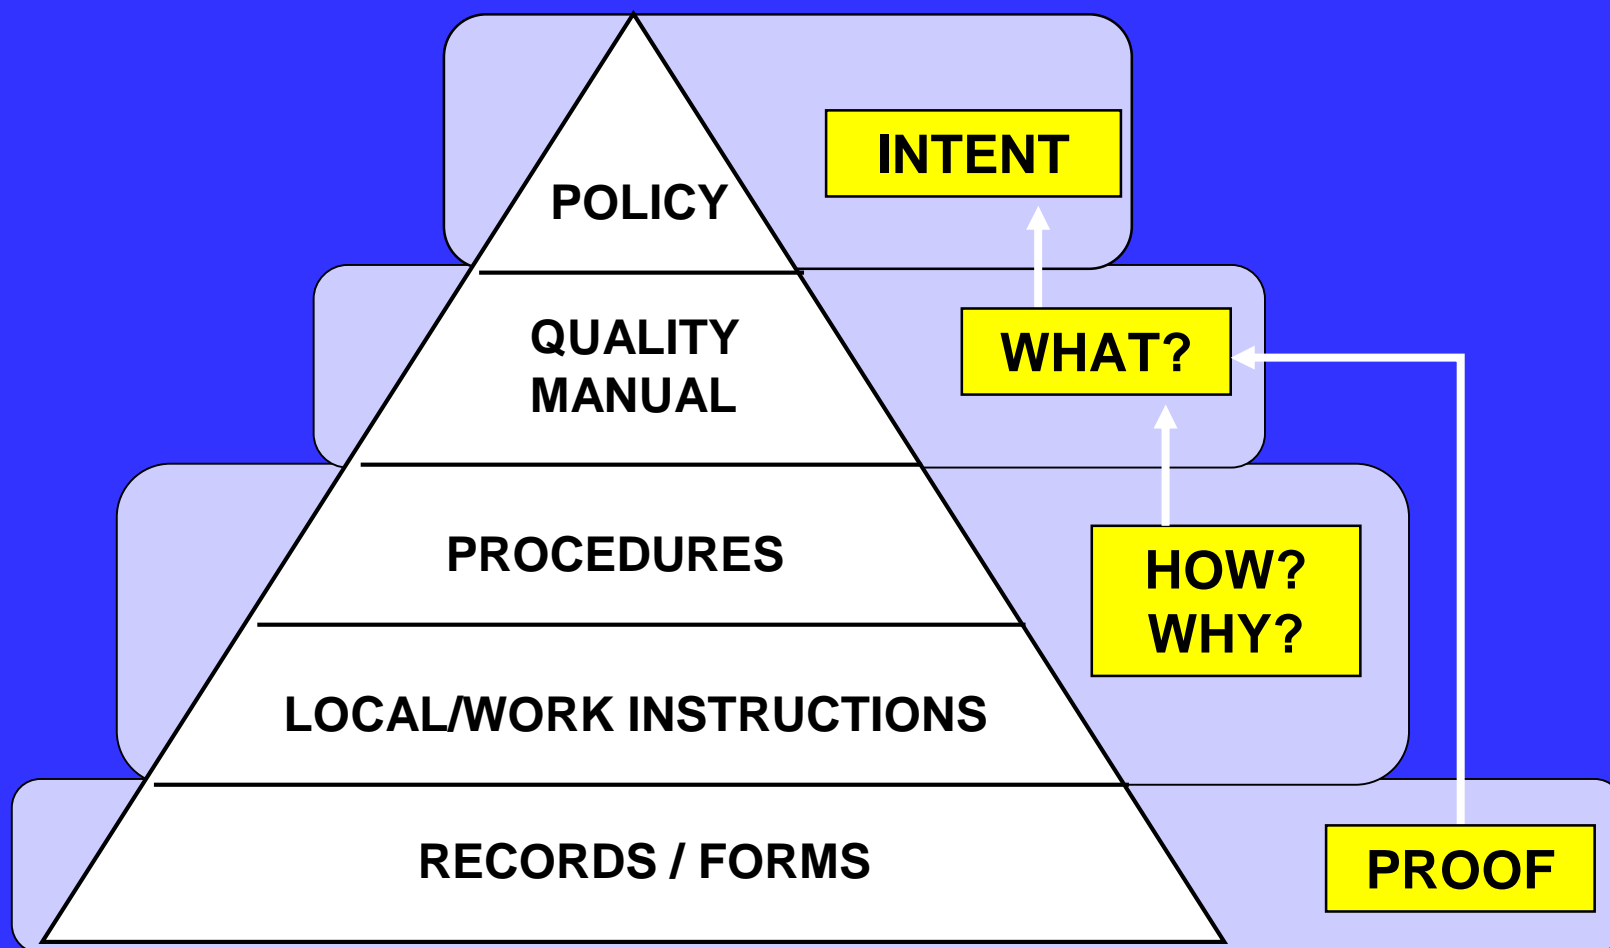 POLICY
INTENT
QUALITY
MANUAL
WHAT?
PROCEDURES
HOW?
WHY?
LOCAL/WORK INSTRUCTIONS
RECORDS / FORMS
PROOF